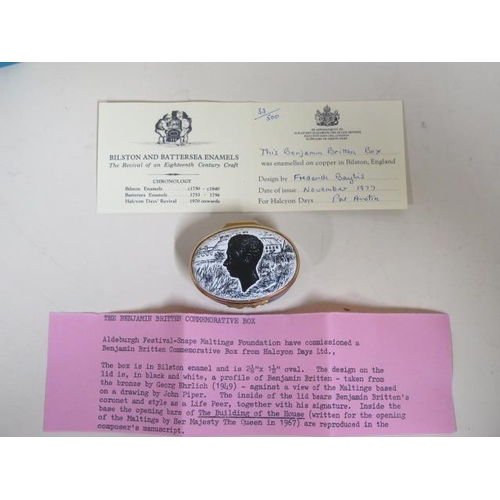 BILSTON AND BATTERSEA ENAMELS
The Revival of an Eighteenth Century Craft
CHRONOLOGY
Bilston Enamels c1750 - c1840
Battersea Enamels 1753 - 1756
Halcyon Days' Revival 1970 onwards
53/500
This Benjamin Britten Box
was enamelled on copper in Bilston, England
Design by Frederick Bayliss
Date of issue November 1977
For Halcyon Days
THE BENJAMIN BRITTEN COMMEMORATIVE BOX
Aldeburgh Festival-Snape Maltings Foundation have commissioned a
Benjamin Britten Commemorative Box from Halcyon Days Ltd.,
The box is in Bilston enamel and is 2¼"x 1½" oval. The design on the
lid is, in black and white, a profile of Benjamin Britten - taken from
the bronze by Georg Ehrlich (1949) - against a view of the Maltings based
on a drawing by John Piper. The inside of the lid bears Benjamin Britten's
coronet and style as a Life Peer, together with his signature. Inside the
base the opening bars of The Building of the House (written for the opening
of the Maltings by Her Majesty The Queen in 1967) are reproduced in the
composer's manuscript.